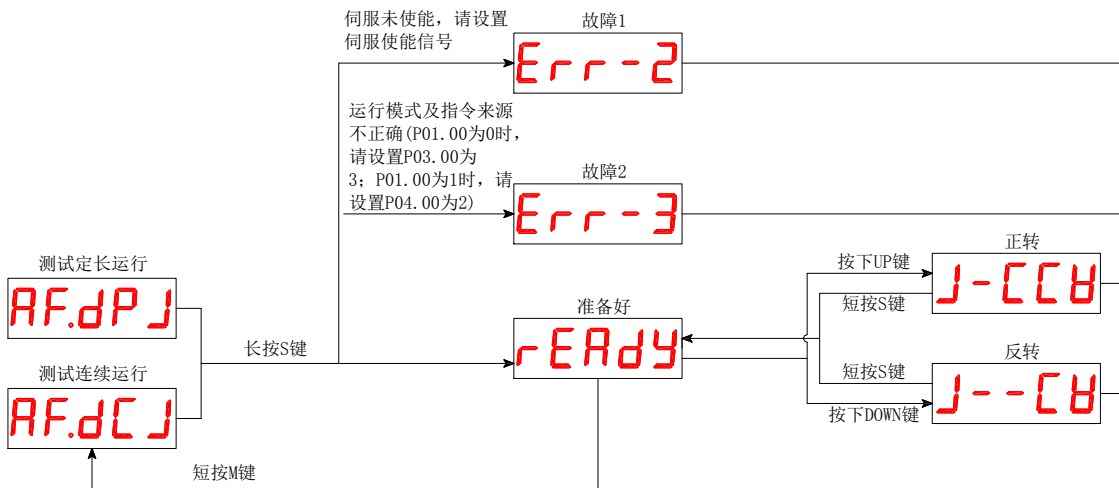 伺服未使能，请设置
伺服使能信号
故障1
Err-2
运行模式及指令来源
不正确(P01.00为0时，
请设置P03.00为
3；P01.00为1时，请
设置P04.00为2)
故障2
Err-3
测试定长运行
AF.dPJ
测试连续运行
AF.dCJ
长按S键
准备好
rEAdy
按下UP键
短按S键
正转
J-CCW
短按S键
按下DOWN键
反转
J--CW
短按M键